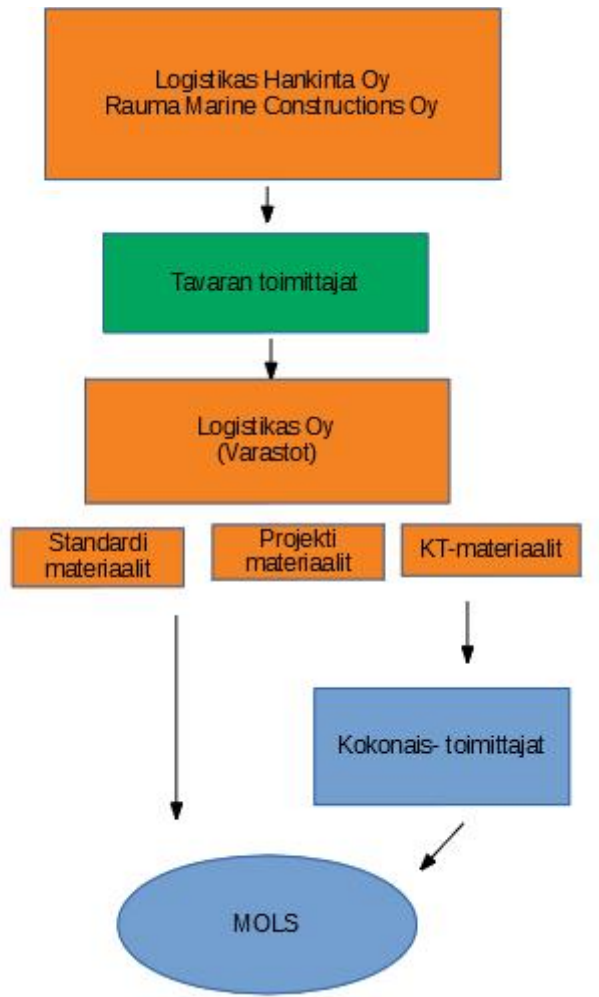 Logistikas Hankinta Oy
Rauma Marine Constructions Oy
Tavaran toimittajat
Logistikas Oy
(Varastot)
Standardi
materiaalit
Projekti
materiaalit
KT-materiaalit
Kokonais- toimittajat
MOLS